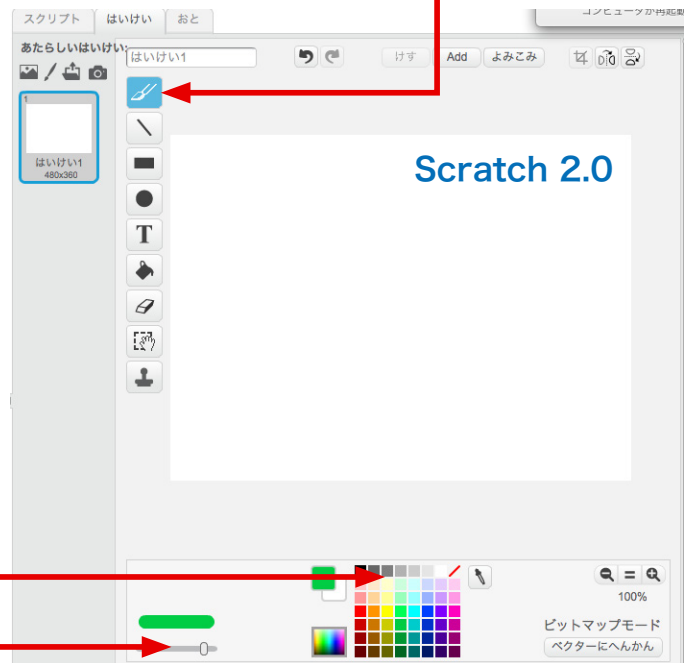 コンピュータが再起動
スクリプト はいけい おと
あたらしいはいけい:
はいけい1
けす Add よみこみ
1
はいけい1
480x360
Scratch 2.0
T
100%
ビットマップモード
ベクターにへんかん